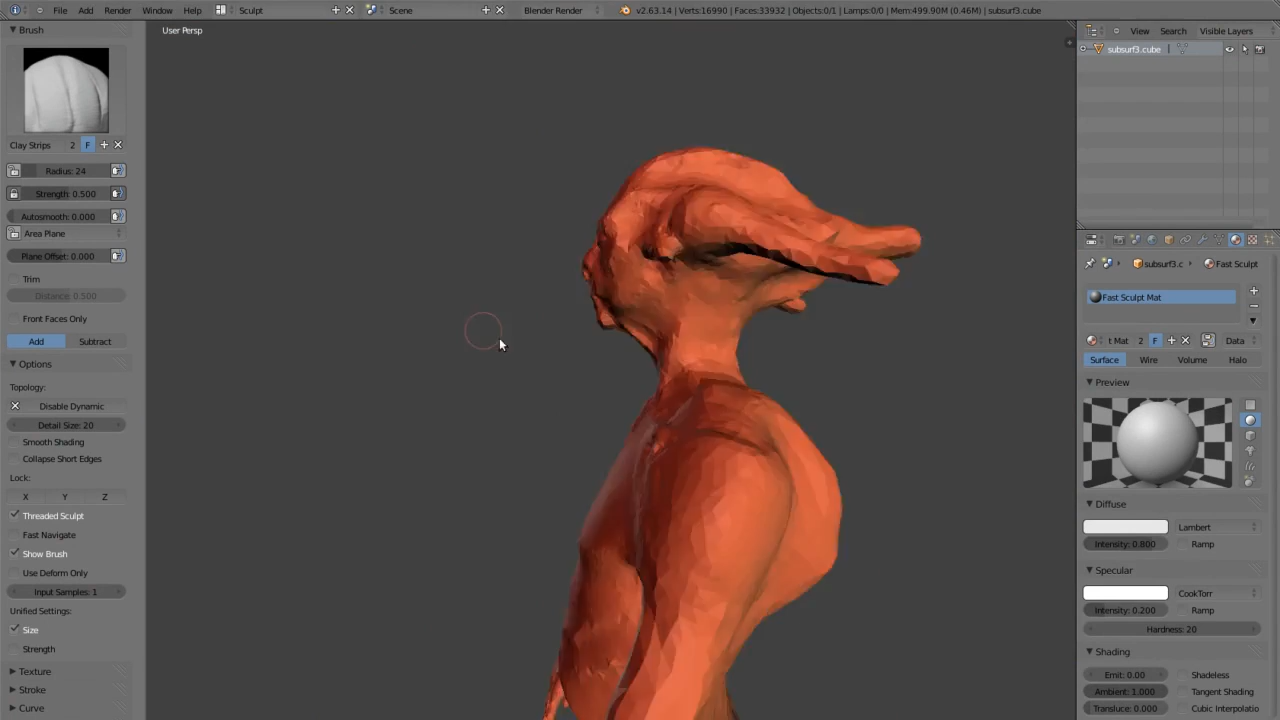 File Add Render Window Help Sculpt Scene Blender Render v2.63.14 | Verts:16990 | Faces:33932 | Objects:0/1 | Lamps:0/0 | Mem:499.90M (0.46M) | subsurf3.cube
Brush
User Persp
View Search Visible Layers
subsurf3.cube
Clay Strips 2 F
Radius: 24
Strength: 0.500
Autosmooth: 0.000
Area Plane
Plane Offset: 0.000
Trim
Distance: 0.500
Front Faces Only
Add Subtract
Options
Topology:
Disable Dynamic
Detail Size: 20
Smooth Shading
Collapse Short Edges
Lock:
X Y Z
Threaded Sculpt
Fast Navigate
Show Brush
Use Deform Only
Input Samples: 1
Unified Settings:
Size
Strength
Texture
Stroke
Curve
subsurf3.c Fast Sculpt
Fast Sculpt Mat
t Mat 2 F Data
Surface Wire Volume Halo
Preview
Diffuse
Lambert
Intensity: 0.800 Ramp
Specular
CookTorr
Intensity: 0.200 Ramp
Hardness: 20
Shading
Emit: 0.00 Shadeless
Ambient: 1.000 Tangent Shading
Transluce: 0.000 Cubic Interpolatio